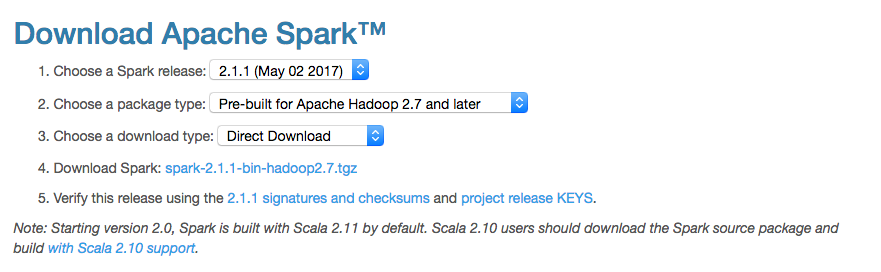 Download Apache Spark™
1. Choose a Spark release: 2.1.1 (May 02 2017)
2. Choose a package type: Pre-built for Apache Hadoop 2.7 and later
3. Choose a download type: Direct Download
4. Download Spark: spark-2.1.1-bin-hadoop2.7.tgz
5. Verify this release using the 2.1.1 signatures and checksums and project release KEYS.
Note: Starting version 2.0, Spark is built with Scala 2.11 by default. Scala 2.10 users should download the Spark source package and
build with Scala 2.10 support.